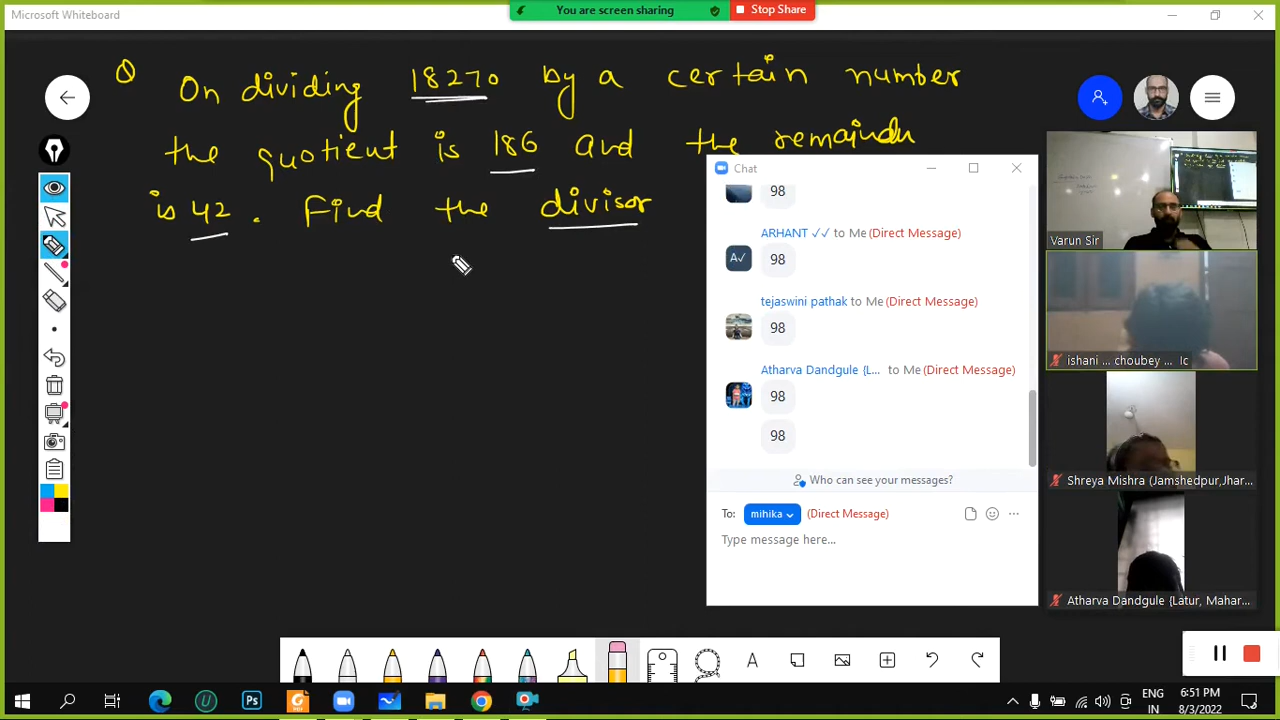 Microsoft Whiteboard
You are screen sharing
Stop Share
Q On dividing 18270 by a certain number
the quotient is 186 and the remainder
is 42. Find the divisor
Chat
98
ARHANT ✓✓ to Me (Direct Message)
A✓
98
tejaswini pathak to Me (Direct Message)
98
Atharva Dandgule {L... to Me (Direct Message)
98
98
Who can see your messages?
To: mihika (Direct Message)
Type message here...
Varun Sir
ishani ... choubey ... Ic
Shreya Mishra (Jamshedpur,Jhar...
Atharva Dandgule {Latur, Mahar...
A
U
Ps
PDF
ENG
IN
6:51 PM
8/3/2022